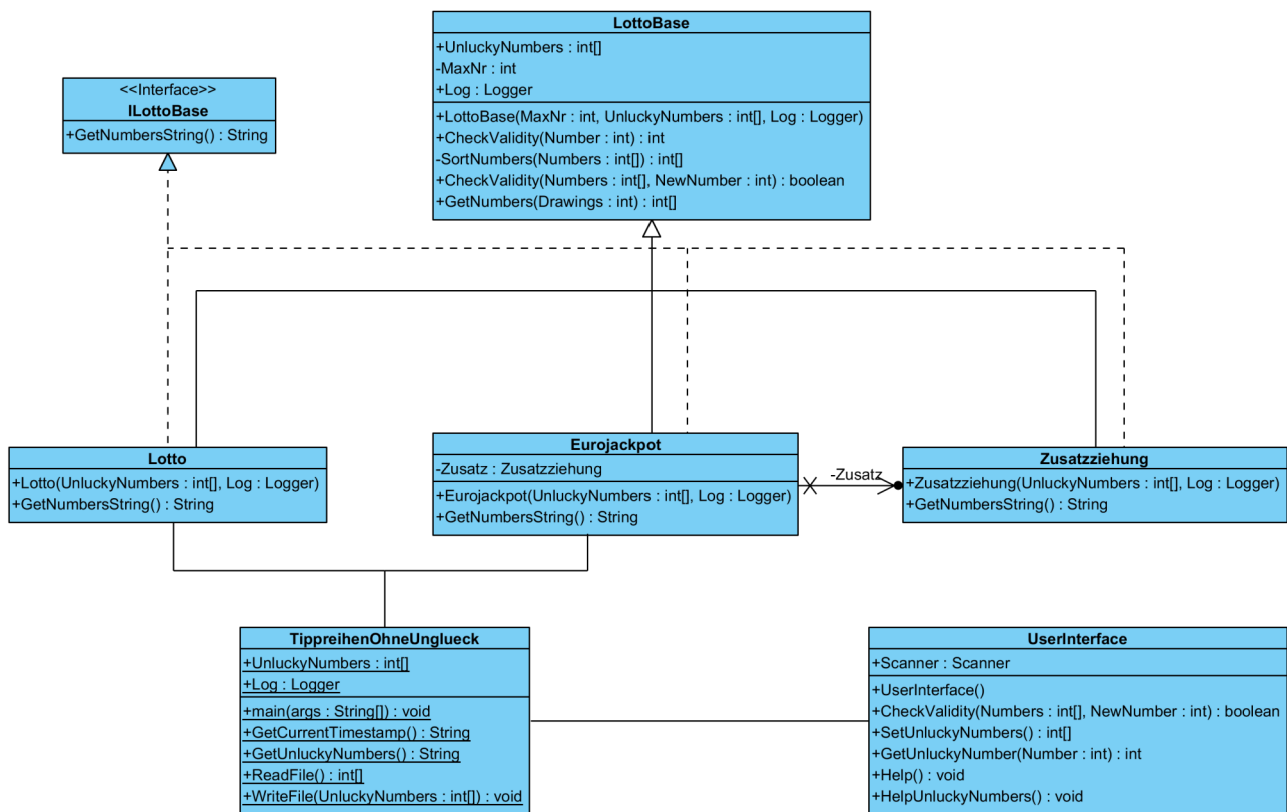 LottoBase
+UnluckyNumbers : int[]
-MaxNr : int
+Log : Logger
+LottoBase(MaxNr : int, UnluckyNumbers : int[], Log : Logger)
+CheckValidity(Number : int) : int
-SortNumbers(Numbers : int[]) : int[]
+CheckValidity(Numbers : int[], NewNumber : int) : boolean
+GetNumbers(Drawings : int) : int[]
<<Interface>>
ILottoBase
+GetNumbersString() : String
Lotto
+Lotto(UnluckyNumbers : int[], Log : Logger)
+GetNumbersString() : String
Eurojackpot
-Zusatz : Zusatzziehung
+Eurojackpot(UnluckyNumbers : int[], Log : Logger)
+GetNumbersString() : String
-Zusatz
Zusatzziehung
+Zusatzziehung(UnluckyNumbers : int[], Log : Logger)
+GetNumbersString() : String
TippreihenOhneUnglueck
+UnluckyNumbers : int[]
+Log : Logger
+main(args : String[]) : void
+GetCurrentTimestamp() : String
+GetUnluckyNumbers() : String
+ReadFile() : int[]
+WriteFile(UnluckyNumbers : int[]) : void
UserInterface
+Scanner : Scanner
+UserInterface()
+CheckValidity(Numbers : int[], NewNumber : int) : boolean
+SetUnluckyNumbers() : int[]
+GetUnluckyNumber(Number : int) : int
+Help() : void
+HelpUnluckyNumbers() : void